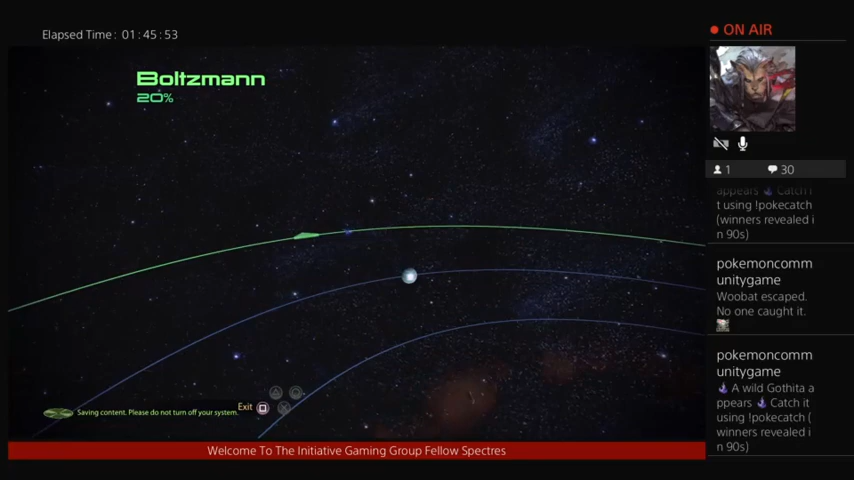 Elapsed Time : 01:45:53
ON AIR
Boltzmann
20%
1
30
appears Catch i
t using !pokecatch
(winners revealed i
n 90s)
pokemoncomm
unitygame
Woobat escaped.
No one caught it.
pokemoncomm
unitygame
A wild Gothita a
ppears Catch it
using !pokecatch (
winners revealed i
n 90s)
Exit
Saving content. Please do not turn off your system.
Welcome To The Initiative Gaming Group Fellow Spectres